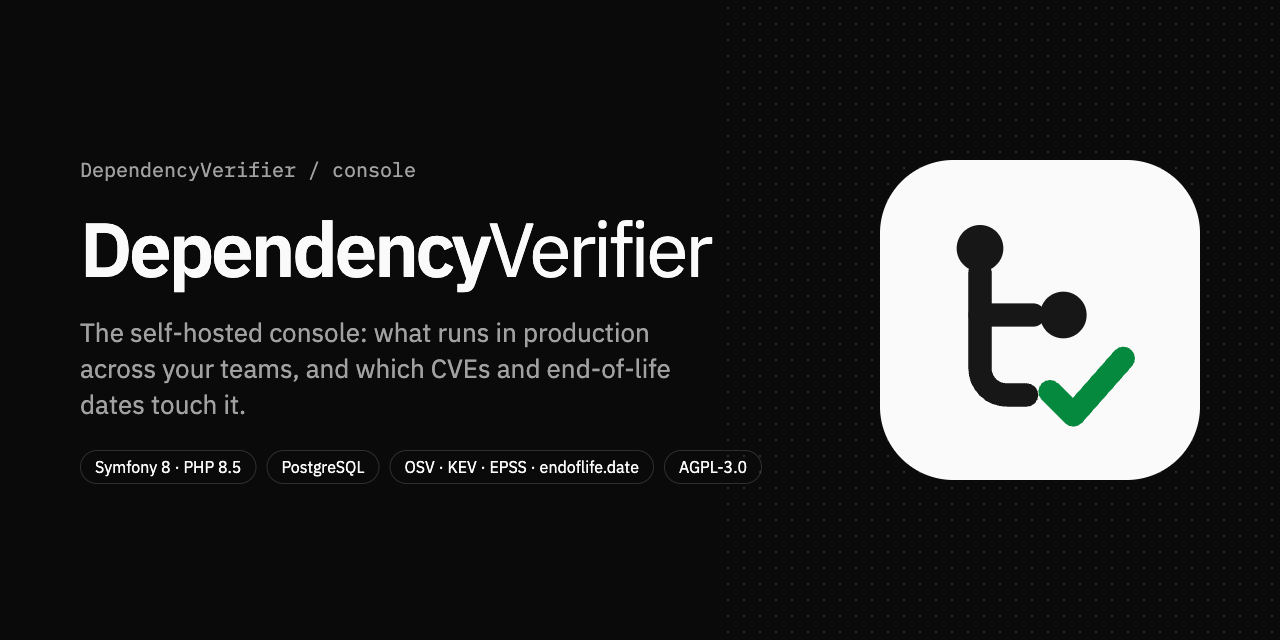 DependencyVerifier / console
DependencyVerifier
The self-hosted console: what runs in production
across your teams, and which CVEs and end-of-life
dates touch it.
Symfony 8 · PHP 8.5 PostgreSQL OSV · KEV · EPSS · endoflife.date AGPL-3.0